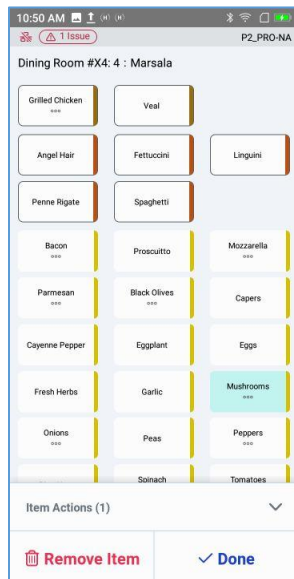 10:50 AM
1 Issue
P2_PRO-NA
Dining Room #X4: 4 : Marsala
Grilled Chicken
Veal
Angel Hair
Fettuccini
Linguini
Penne Rigate
Spaghetti
Bacon
Proscuitto
Mozzarella
Parmesan
Black Olives
Capers
Cayenne Pepper
Eggplant
Eggs
Fresh Herbs
Garlic
Mushrooms
Onions
Peas
Peppers
Spinach
Tomatoes
Item Actions (1)
Remove Item
Done